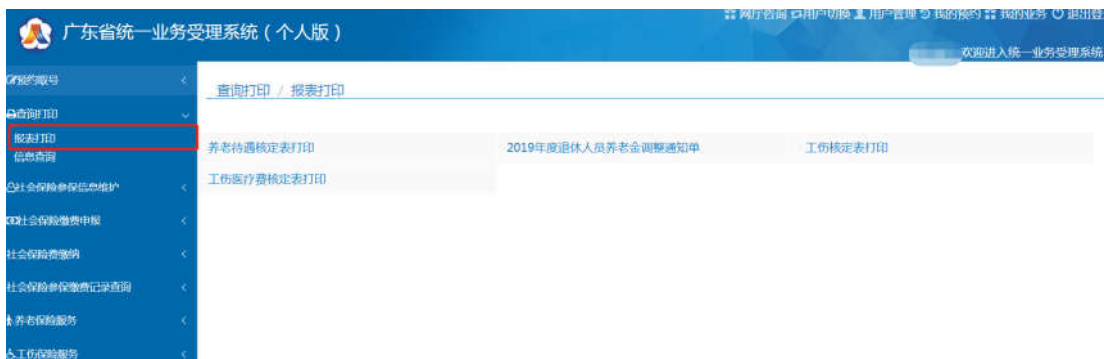 网厅咨询 用户切换 用户管理 我的预约 我的业务 退出登
广东省统一业务受理系统（个人版）
欢迎进入统一业务受理系统
预约取号
查询打印 / 报表打印
查询打印
报表打印
信息查询
养老待遇核定表打印 2019年度退休人员养老金调整通知单 工伤核定表打印
工伤医疗费核定表打印
社会保险参保信息维护
社会保险缴费申报
社会保险费缴纳
社会保险参保缴费记录查询
养老保险服务
工伤保险服务